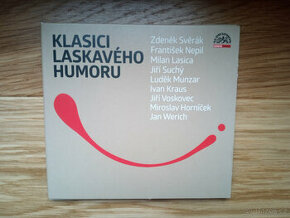 KLASICI
LASKAVÉHO
HUMORU
Zdeněk Svěrák
František Nepil
Milan Lasica
Jiří Suchý
Luděk Munzar
Ivan Kraus
Jiří Voskovec
Miroslav Horníček
Jan Werich